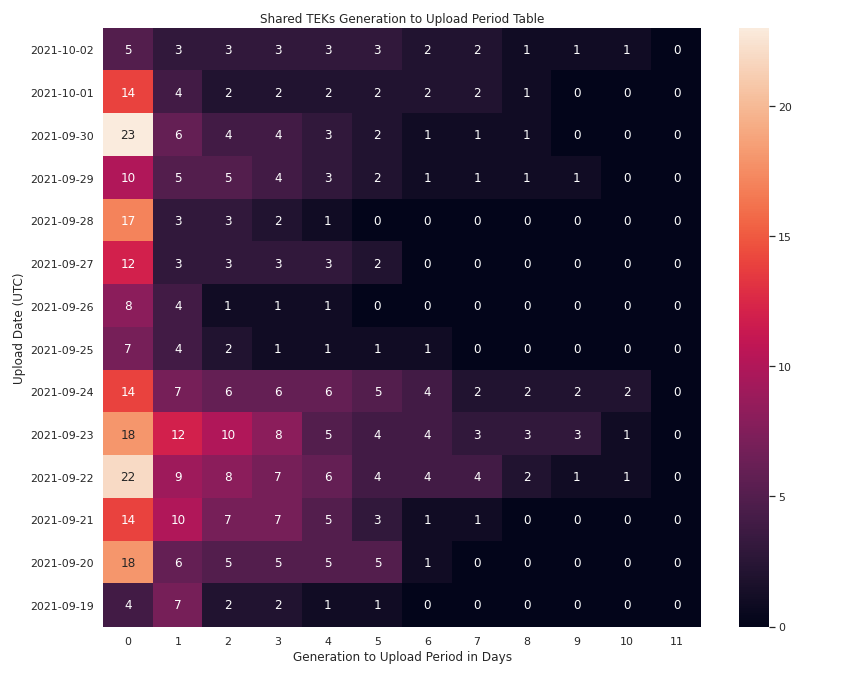 Shared TEKs Generation to Upload Period Table
Upload Date (UTC)
2021-10-02 5 3 3 3 3 3 2 2 1 1 1 0
2021-10-01 14 4 2 2 2 2 2 2 1 0 0 0
2021-09-30 23 6 4 4 3 2 1 1 1 0 0 0
2021-09-29 10 5 5 4 3 2 1 1 1 1 0 0
2021-09-28 17 3 3 2 1 0 0 0 0 0 0 0
2021-09-27 12 3 3 3 3 2 0 0 0 0 0 0
2021-09-26 8 4 1 1 1 0 0 0 0 0 0 0
2021-09-25 7 4 2 1 1 1 1 0 0 0 0 0
2021-09-24 14 7 6 6 6 5 4 2 2 2 2 0
2021-09-23 18 12 10 8 5 4 4 3 3 3 1 0
2021-09-22 22 9 8 7 6 4 4 4 2 1 1 0
2021-09-21 14 10 7 7 5 3 1 1 0 0 0 0
2021-09-20 18 6 5 5 5 5 1 0 0 0 0 0
2021-09-19 4 7 2 2 1 1 0 0 0 0 0 0
0 1 2 3 4 5 6 7 8 9 10 11
Generation to Upload Period in Days
20
15
10
5
0